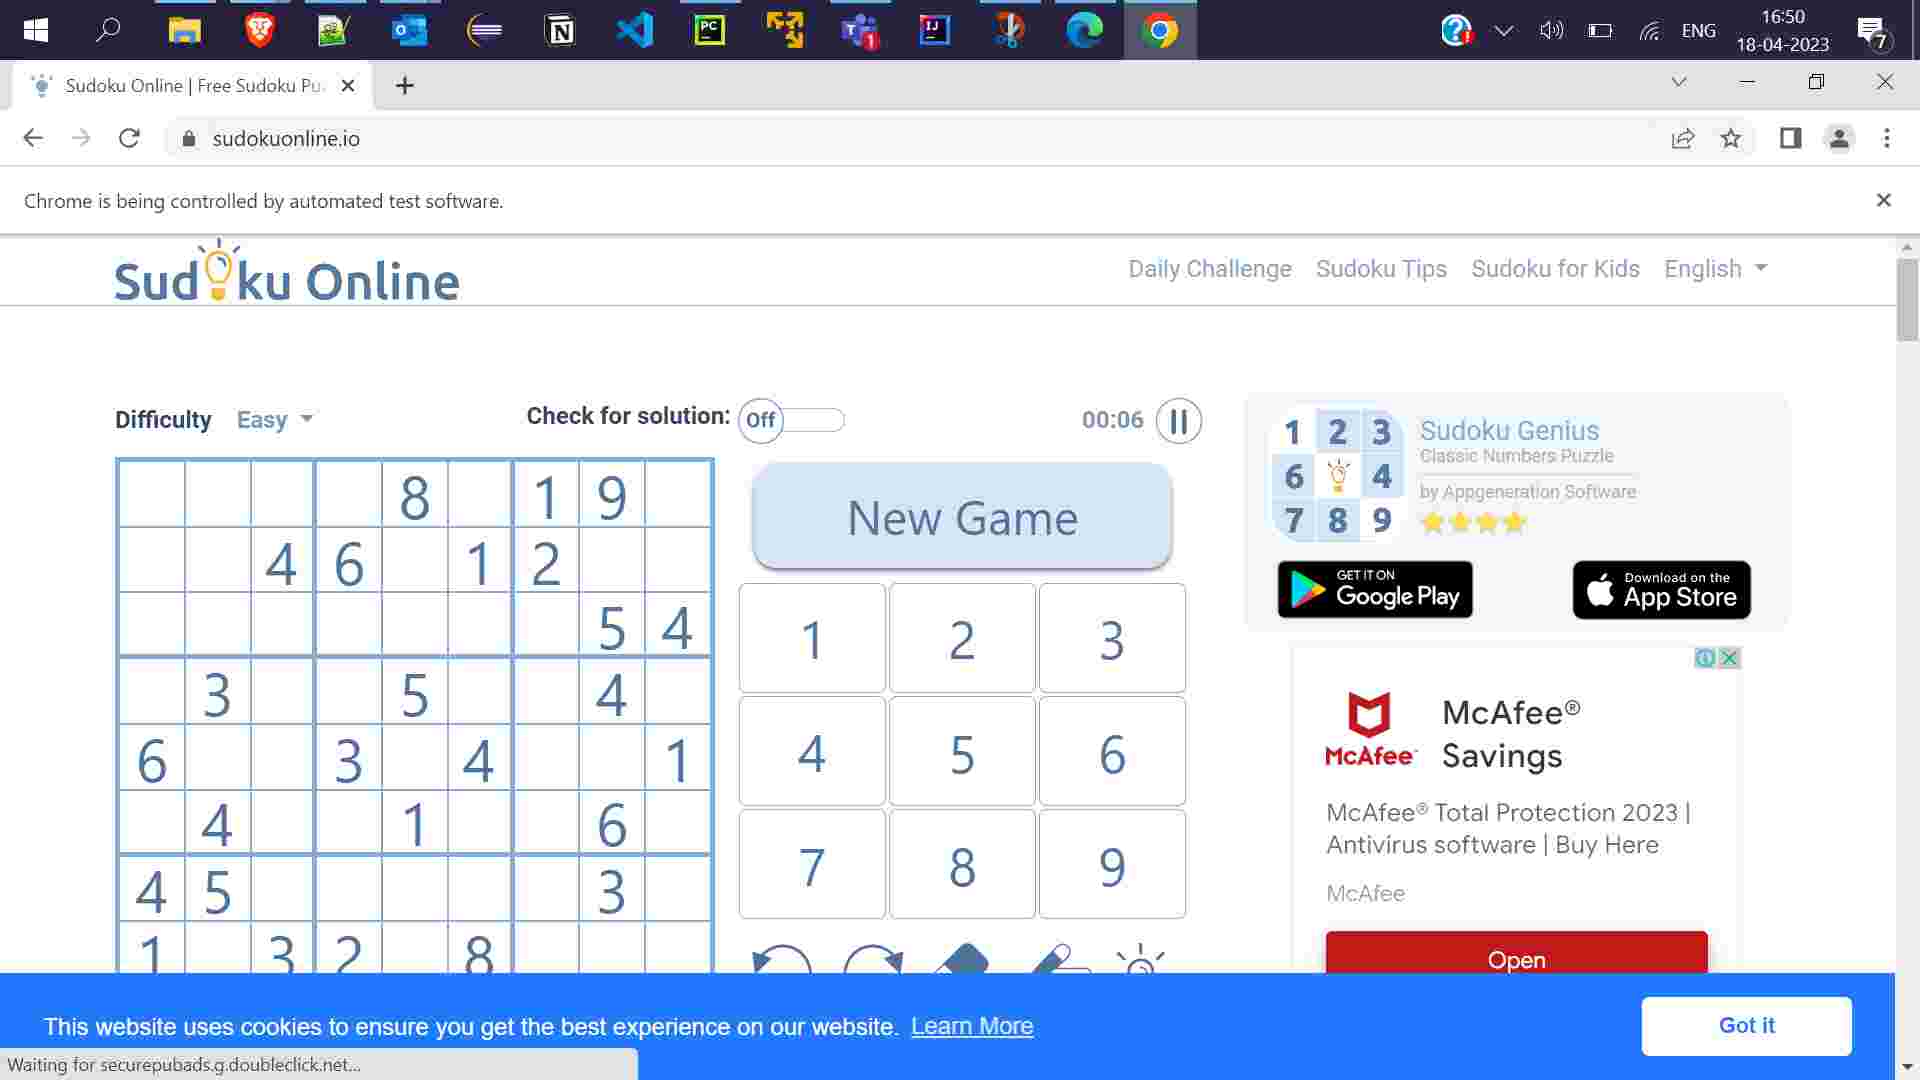 16:50
ENG
18-04-2023
7
Sudoku Online | Free Sudoku Pu
sudokuonline.io
Chrome is being controlled by automated test software.
Sudoku Online
Daily Challenge Sudoku Tips Sudoku for Kids English
Difficulty Easy Check for solution: Off 00:06
8 1 9
4 6 1 2
5 4
3 5 4
6 3 4 1
4 1 6
4 5 3
1 3 2 8
New Game
1 2 3
4 5 6
7 8 9
1 2 3
6 4
7 8 9
Sudoku Genius
Classic Numbers Puzzle
by Appgeneration Software
GET IT ON
Google Play
Download on the
App Store
McAfee®
Savings
McAfee
McAfee® Total Protection 2023 |
Antivirus software | Buy Here
McAfee
Open
This website uses cookies to ensure you get the best experience on our website. Learn More
Got it
Waiting for securepubads.g.doubleclick.net...